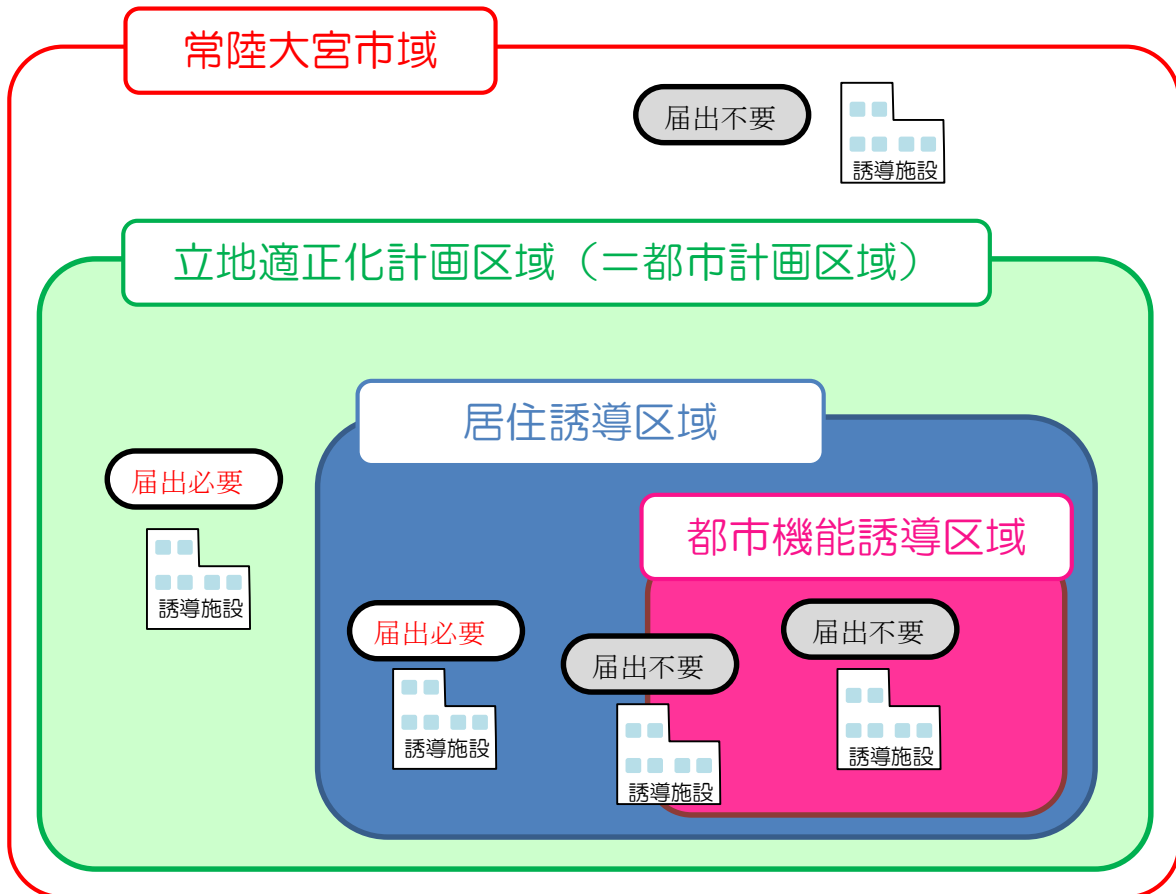 常陸大宮市域
届出不要
誘導施設
立地適正化計画区域（＝都市計画区域）
居住誘導区域
届出必要
誘導施設
都市機能誘導区域
届出必要
誘導施設
届出不要
誘導施設
届出不要
誘導施設